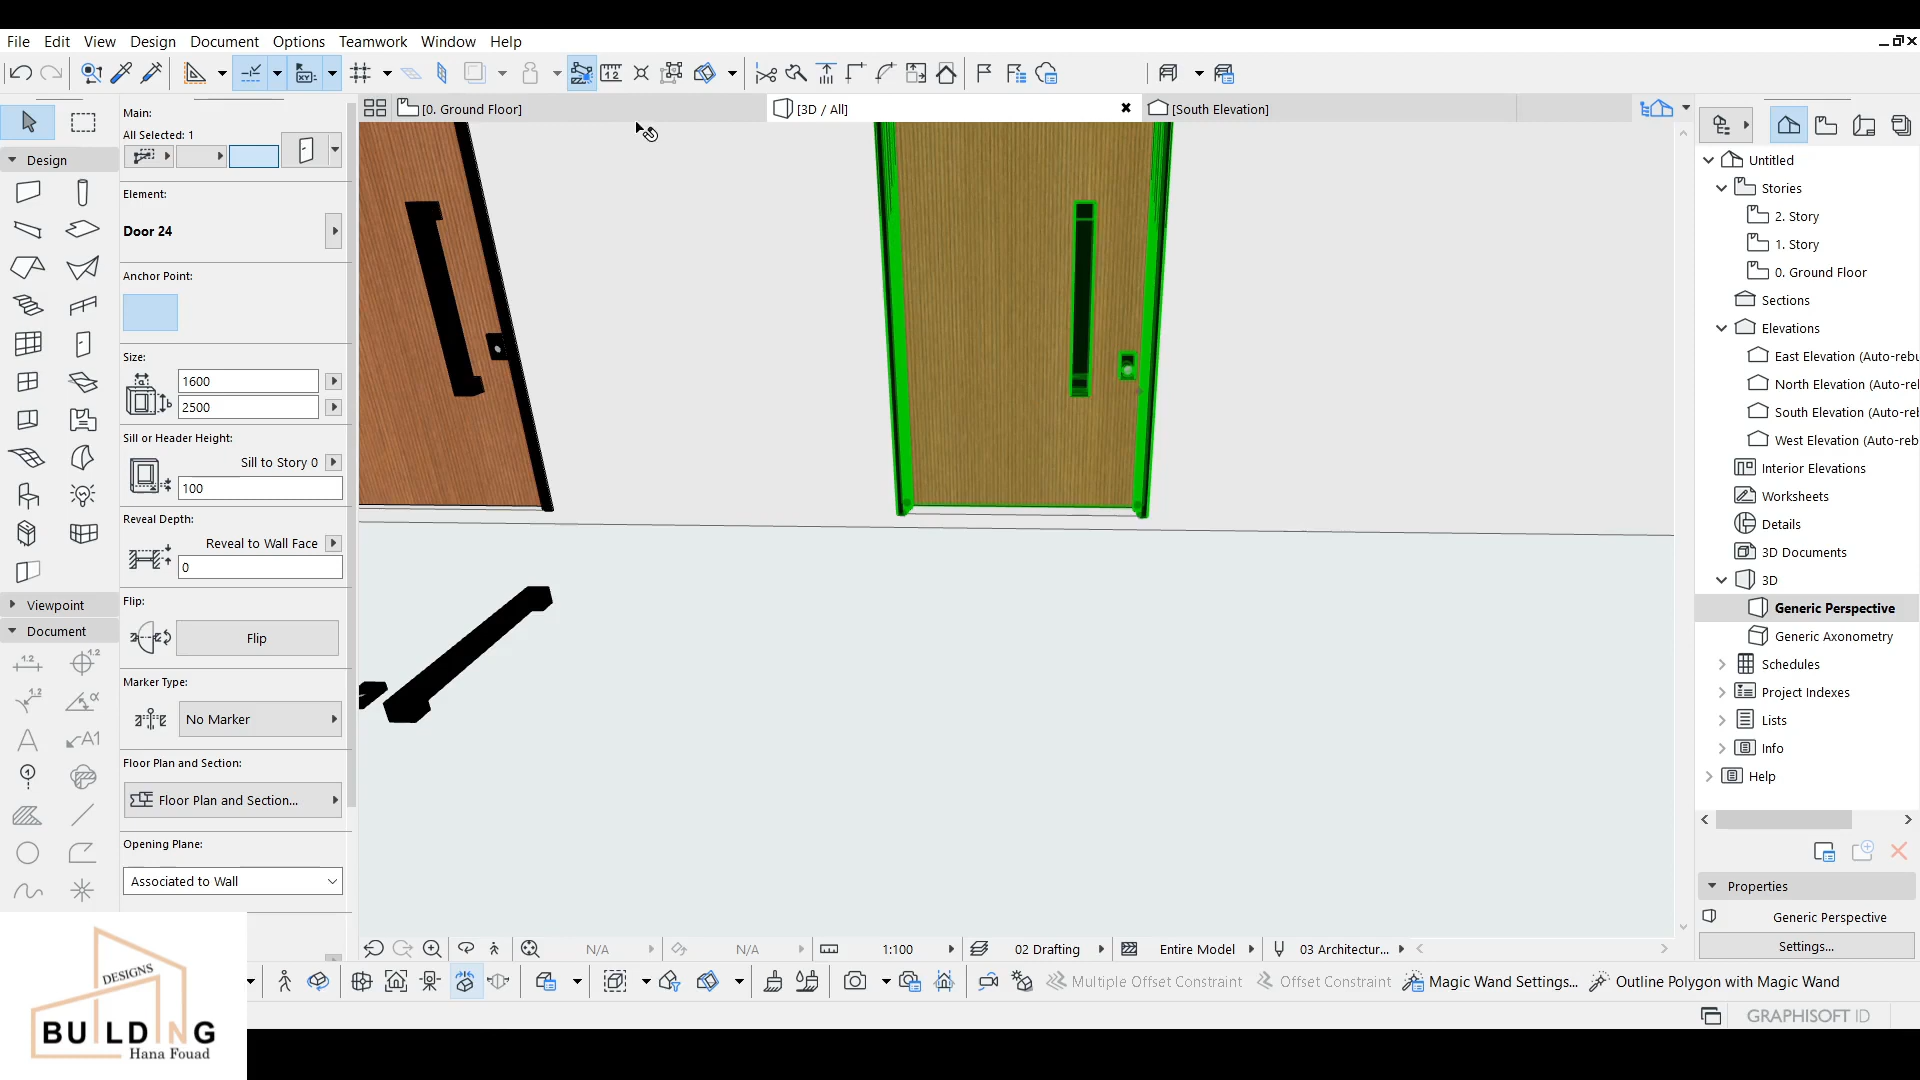 File Edit View Design Document Options Teamwork Window Help
[0. Ground Floor]
[3D / All]
[South Elevation]
Main:
All Selected: 1
Design
Element:
Door 24
Anchor Point:
Size:
1600
2500
Sill or Header Height:
Sill to Story 0
100
Reveal Depth:
Reveal to Wall Face
0
Flip:
Flip
Viewpoint
Document
Marker Type:
No Marker
Floor Plan and Section:
Floor Plan and Section...
Opening Plane:
Associated to Wall
Untitled
Stories
2. Story
1. Story
0. Ground Floor
Sections
Elevations
East Elevation (Auto-rebu
North Elevation (Auto-rel
South Elevation (Auto-rel
West Elevation (Auto-reb
Interior Elevations
Worksheets
Details
3D Documents
3D
Generic Perspective
Generic Axonometry
Schedules
Project Indexes
Lists
Info
Help
Properties
Generic Perspective
Settings...
N/A
N/A
1:100
02 Drafting
Entire Model
03 Architectur...
Multiple Offset Constraint
Offset Constraint
Magic Wand Settings...
Outline Polygon with Magic Wand
GRAPHISOFT ID
DESIGNS
BUILDING
Hana Fouad